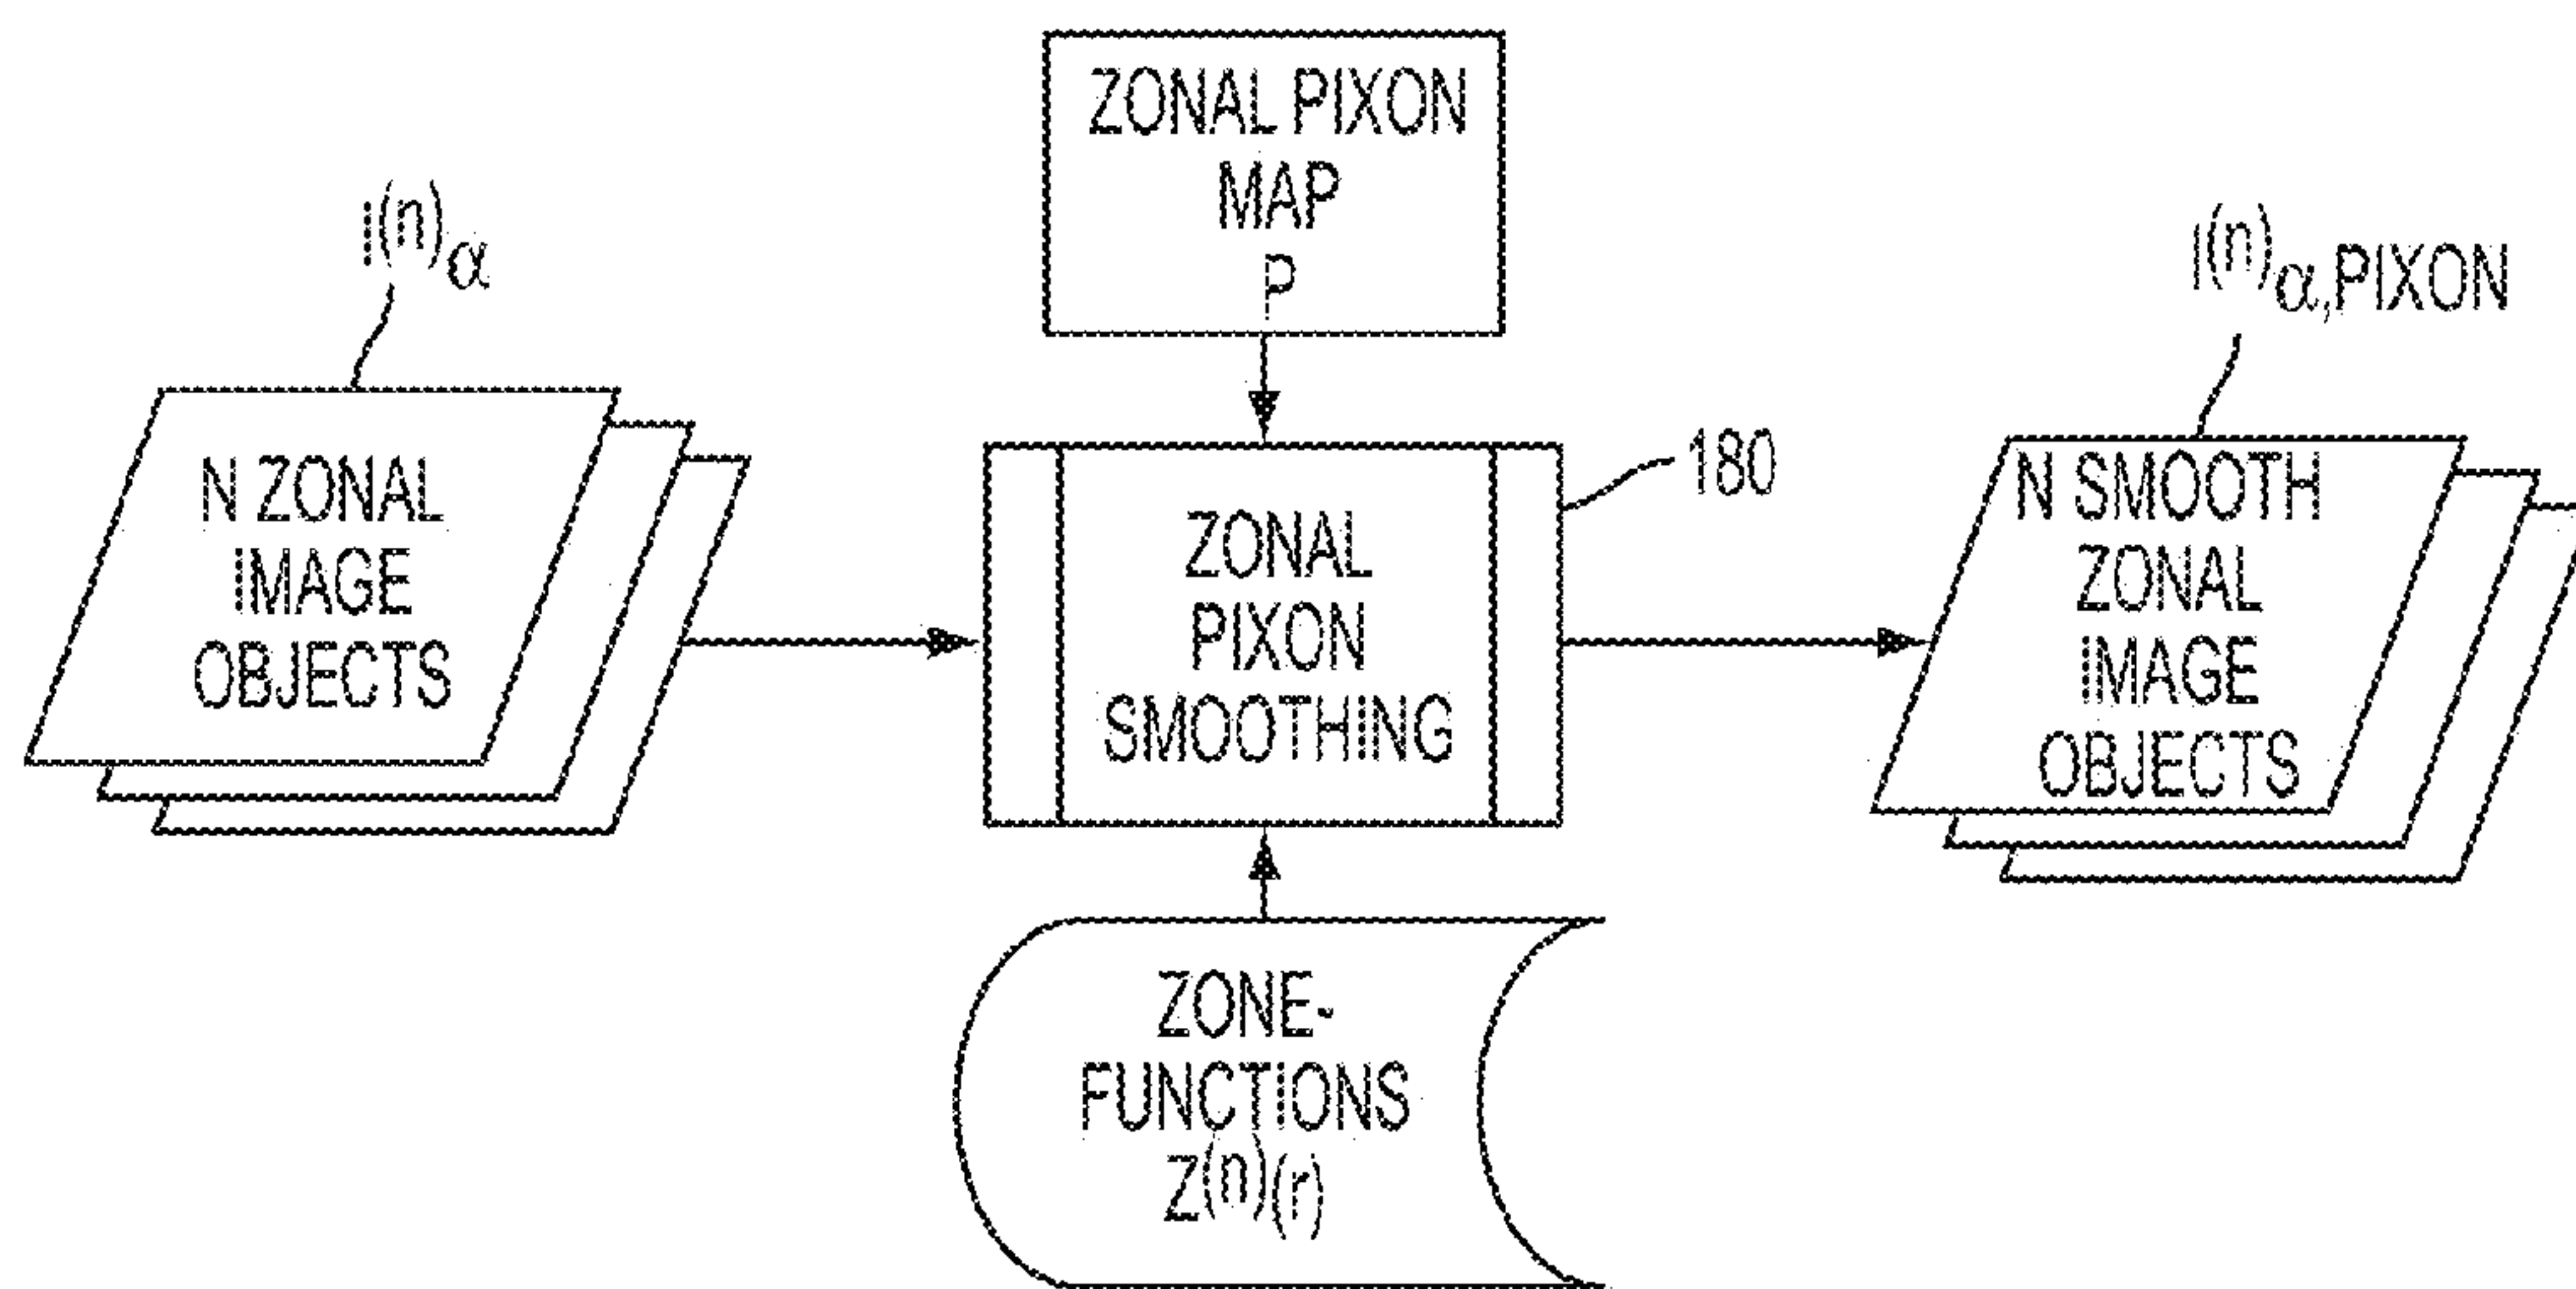 ZONAL PIXON
MAP
P
I(n)α
N ZONAL
IMAGE
OBJECTS
180
ZONAL
PIXON
SMOOTHING
I(n)α,PIXON
N SMOOTH
ZONAL
IMAGE
OBJECTS
ZONE-
FUNCTIONS
Z(n)(r)